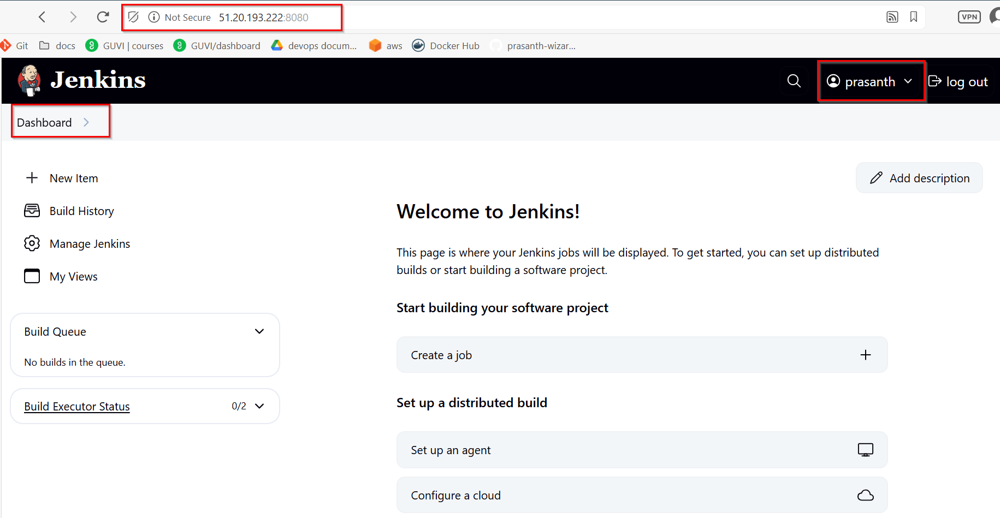 Not Secure 51.20.193.222:8080
VPN
Git docs GUVI | courses GUVI/dashboard devops docum... aws Docker Hub prasanth-wizar...
Jenkins prasanth log out
Dashboard
New Item
Add description
Build History
Welcome to Jenkins!
Manage Jenkins
This page is where your Jenkins jobs will be displayed. To get started, you can set up distributed
builds or start building a software project.
My Views
Start building your software project
Build Queue
Create a job
No builds in the queue.
Set up a distributed build
Build Executor Status 0/2
Set up an agent
Configure a cloud